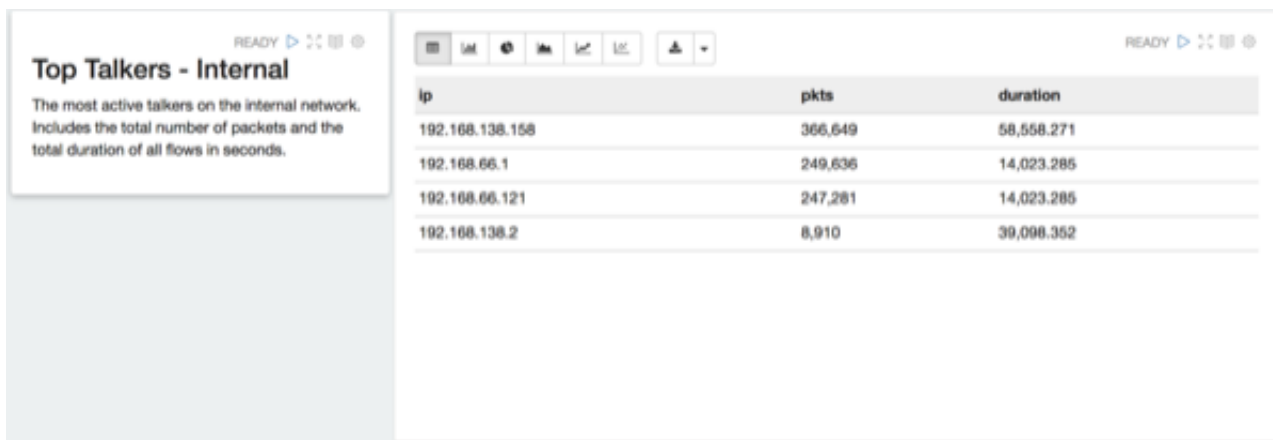 READY
Top Talkers - Internal
The most active talkers on the internal network.
Includes the total number of packets and the
total duration of all flows in seconds.
READY
ip pkts duration
192.168.138.158 366,649 58,558.271
192.168.66.1 249,636 14,023.285
192.168.66.121 247,281 14,023.285
192.168.138.2 8,910 39,098.352